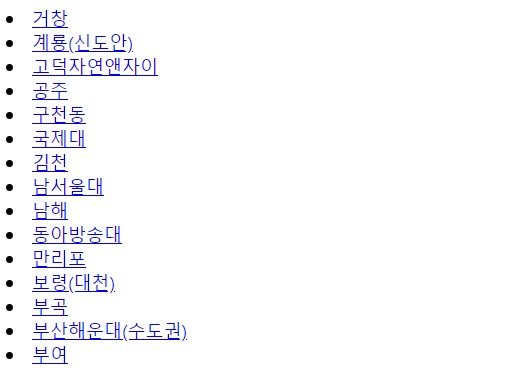 거창
계룡(신도안)
고덕자연앤자이
공주
구천동
국제대
김천
남서울대
남해
동아방송대
만리포
보령(대천)
부곡
부산해운대(수도권)
부여